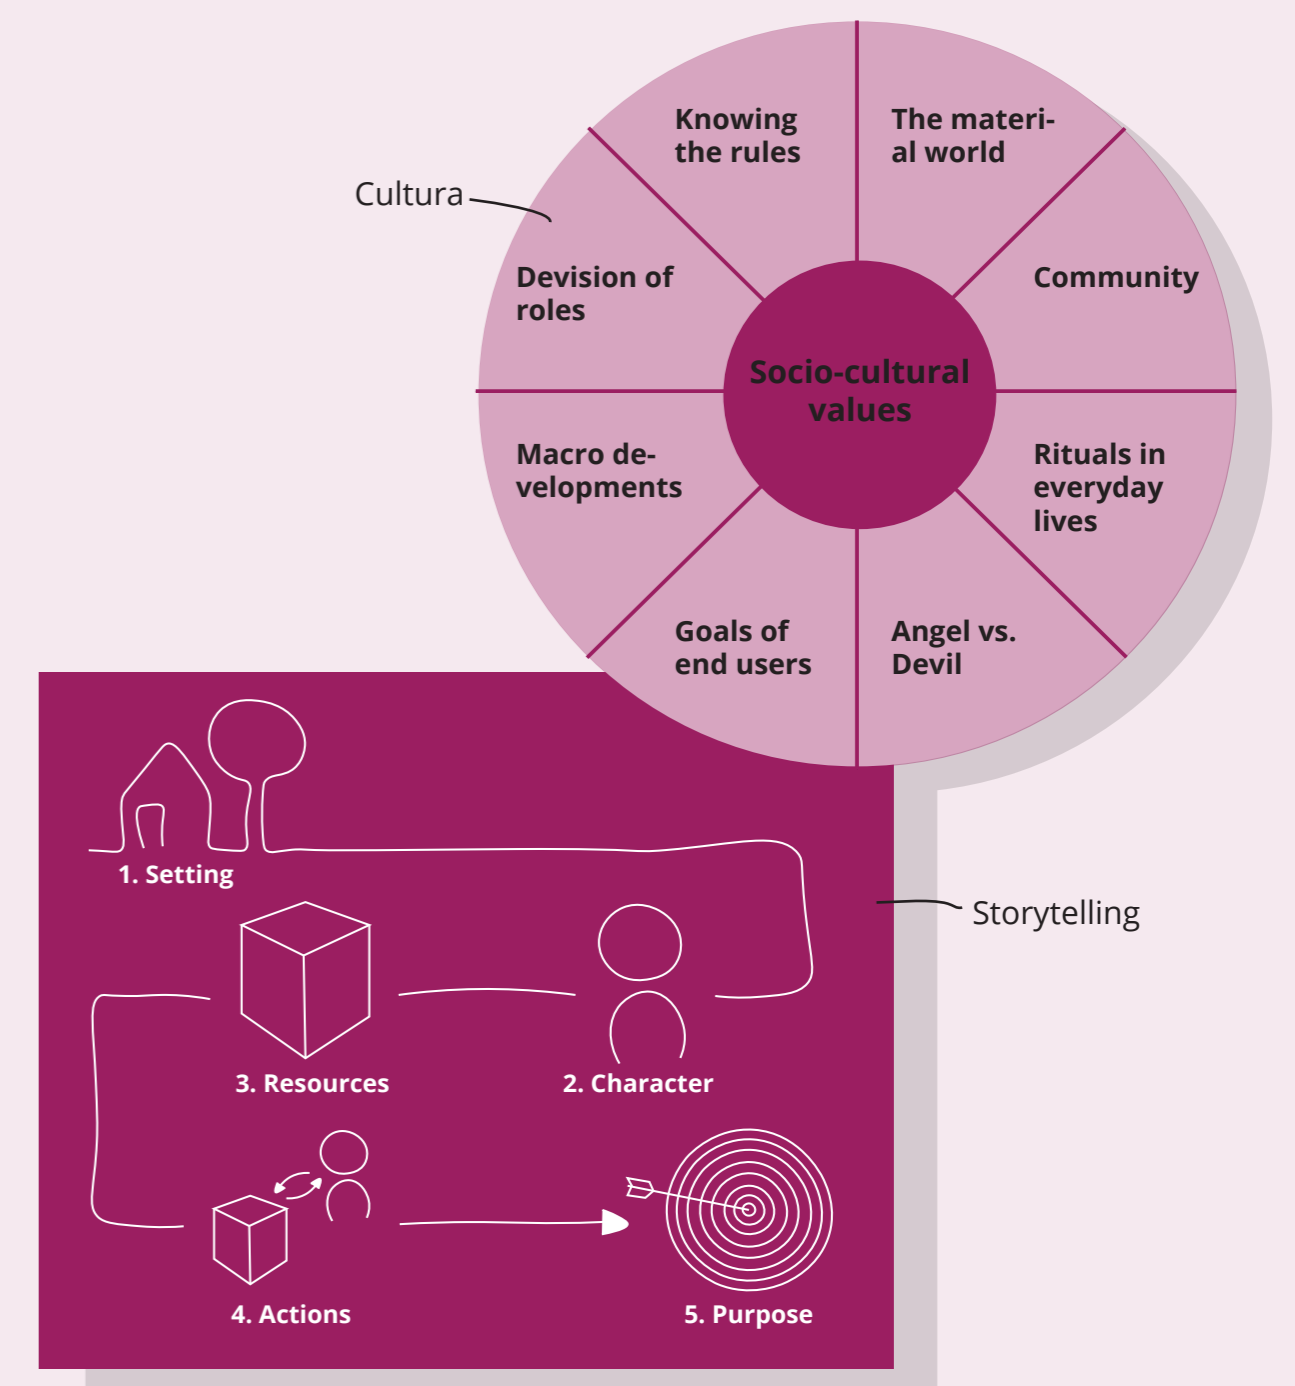 Knowing
the rules
The materi-
al world
Cultura
Devision of
roles
Community
Socio-cultural
values
Macro de-
velopments
Rituals in
everyday
lives
Goals of
end users
Angel vs.
Devil
1. Setting
Storytelling
3. Resources
2. Character
4. Actions
5. Purpose